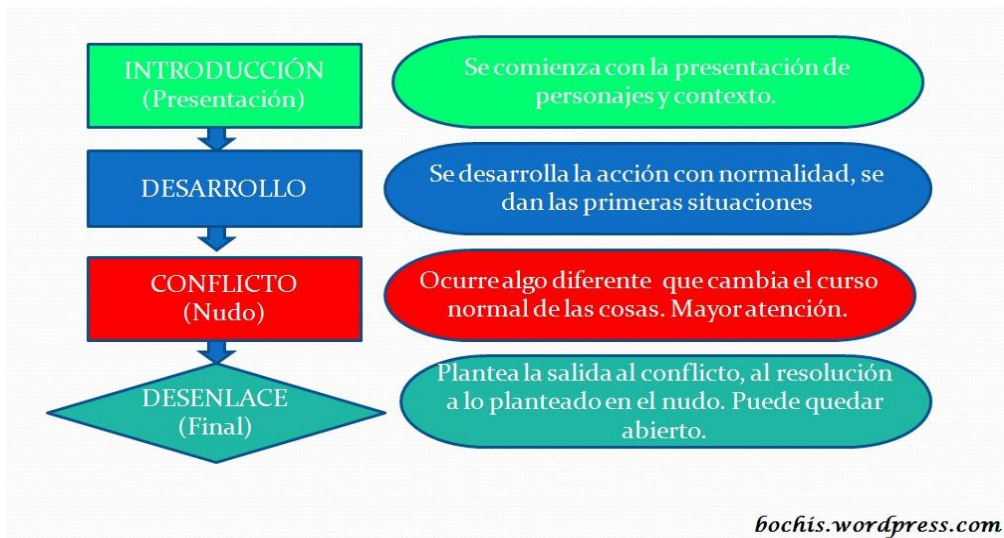 INTRODUCCIÓN
(Presentación)
Se comienza con la presentación de
personajes y contexto.
DESARROLLO
Se desarrolla la acción con normalidad, se
dan las primeras situaciones
CONFLICTO
(Nudo)
Ocurre algo diferente que cambia el curso
normal de las cosas. Mayor atención.
DESENLACE
(Final)
Plantea la salida al conflicto, al resolución
a lo planteado en el nudo. Puede quedar
abierto.
bochis.wordpress.com